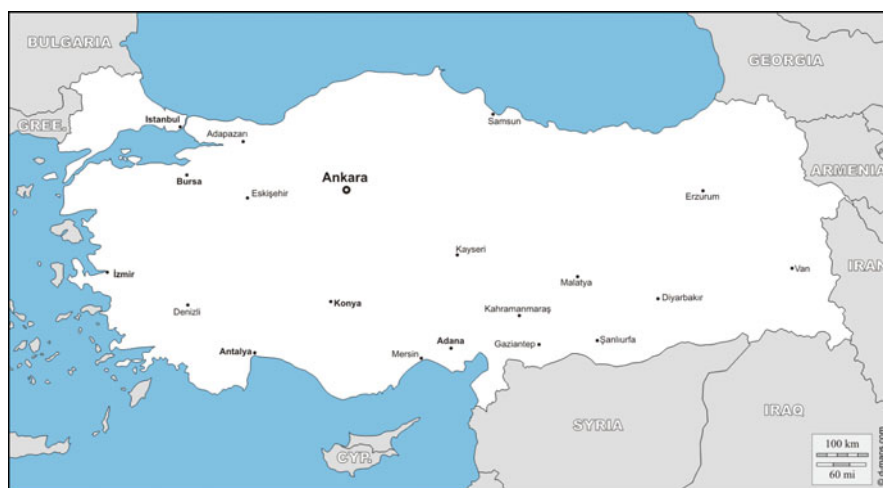 BULGARIA
GEORGIA
GREE.
Istanbul
Adapazarı
Samsun
ARMENIA
Bursa
Ankara
Eskişehir
Erzurum
Kayseri
IRAN
İzmir
Malatya
Van
Denizli
Konya
Kahramanmaraş
Diyarbakır
Antalya
Mersin
Adana
Gaziantep
Şanlıurfa
CYP.
SYRIA
IRAQ
100 km
60 mi
© d-maps.com